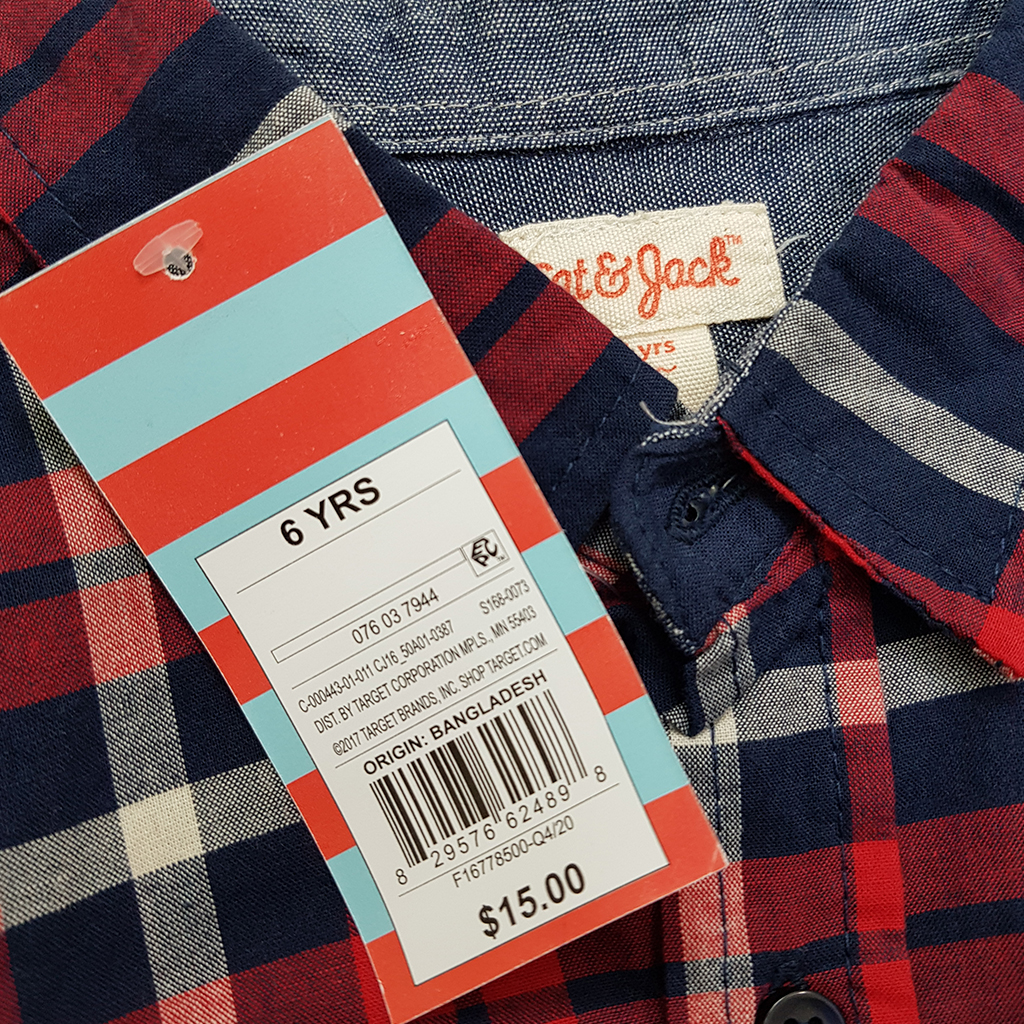 Cat&Jack™
yrs
6 YRS
076 03 7944
C-000443-01-011 CJ16_50A01-0387 S168-0073
DIST. BY TARGET CORPORATION MPLS., MN 55403
©2017 TARGET BRANDS, INC. SHOP TARGET.COM
ORIGIN: BANGLADESH
8 29576 62489 8
F16778500-Q4/20
$15.00